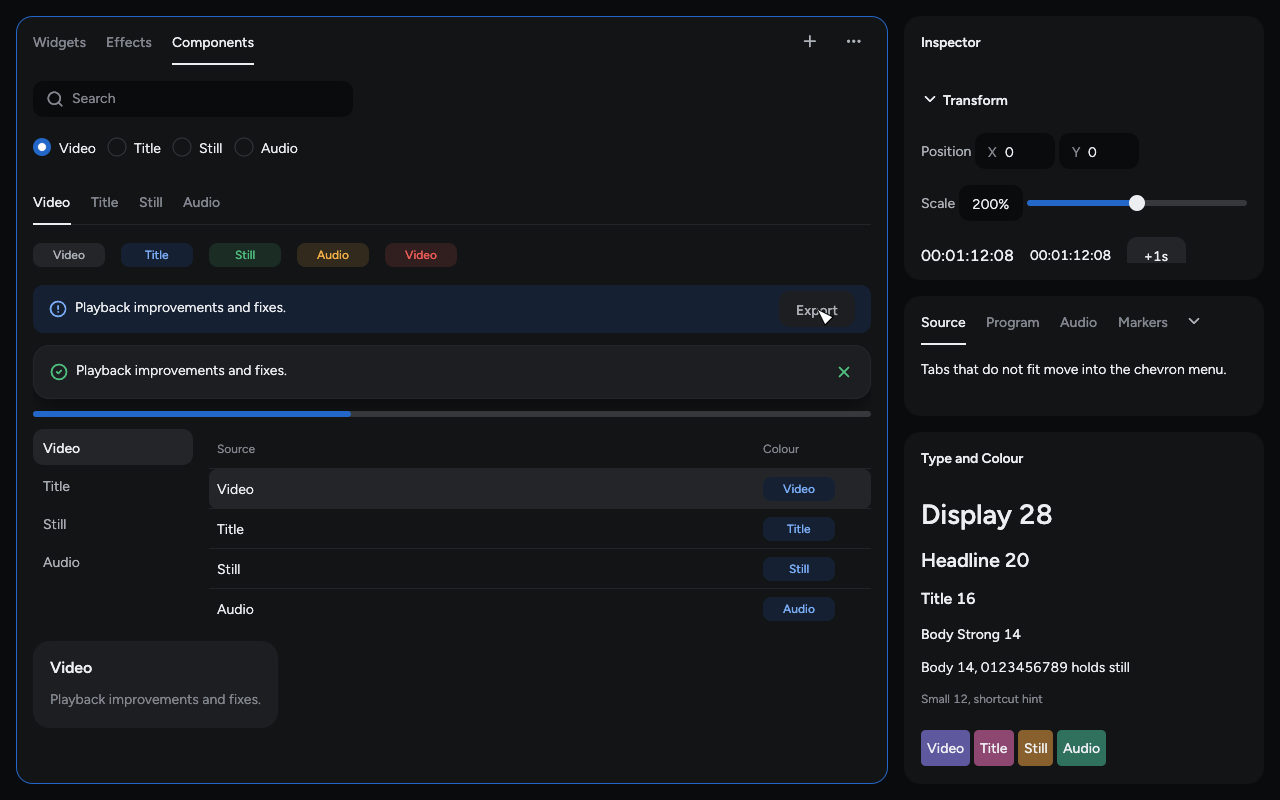 Widgets Effects Components
Search
Video Title Still Audio
Video Title Still Audio
Video Title Still Audio Video
Playback improvements and fixes. Export
Playback improvements and fixes.
Video
Title
Still
Audio
Source Colour
Video Video
Title Title
Still Still
Audio Audio
Video
Playback improvements and fixes.
Inspector
Transform
Position X 0 Y 0
Scale 200%
00:01:12:08 00:01:12:08 +1s
Source Program Audio Markers
Tabs that do not fit move into the chevron menu.
Type and Colour
Display 28
Headline 20
Title 16
Body Strong 14
Body 14, 0123456789 holds still
Small 12, shortcut hint
Video Title Still Audio